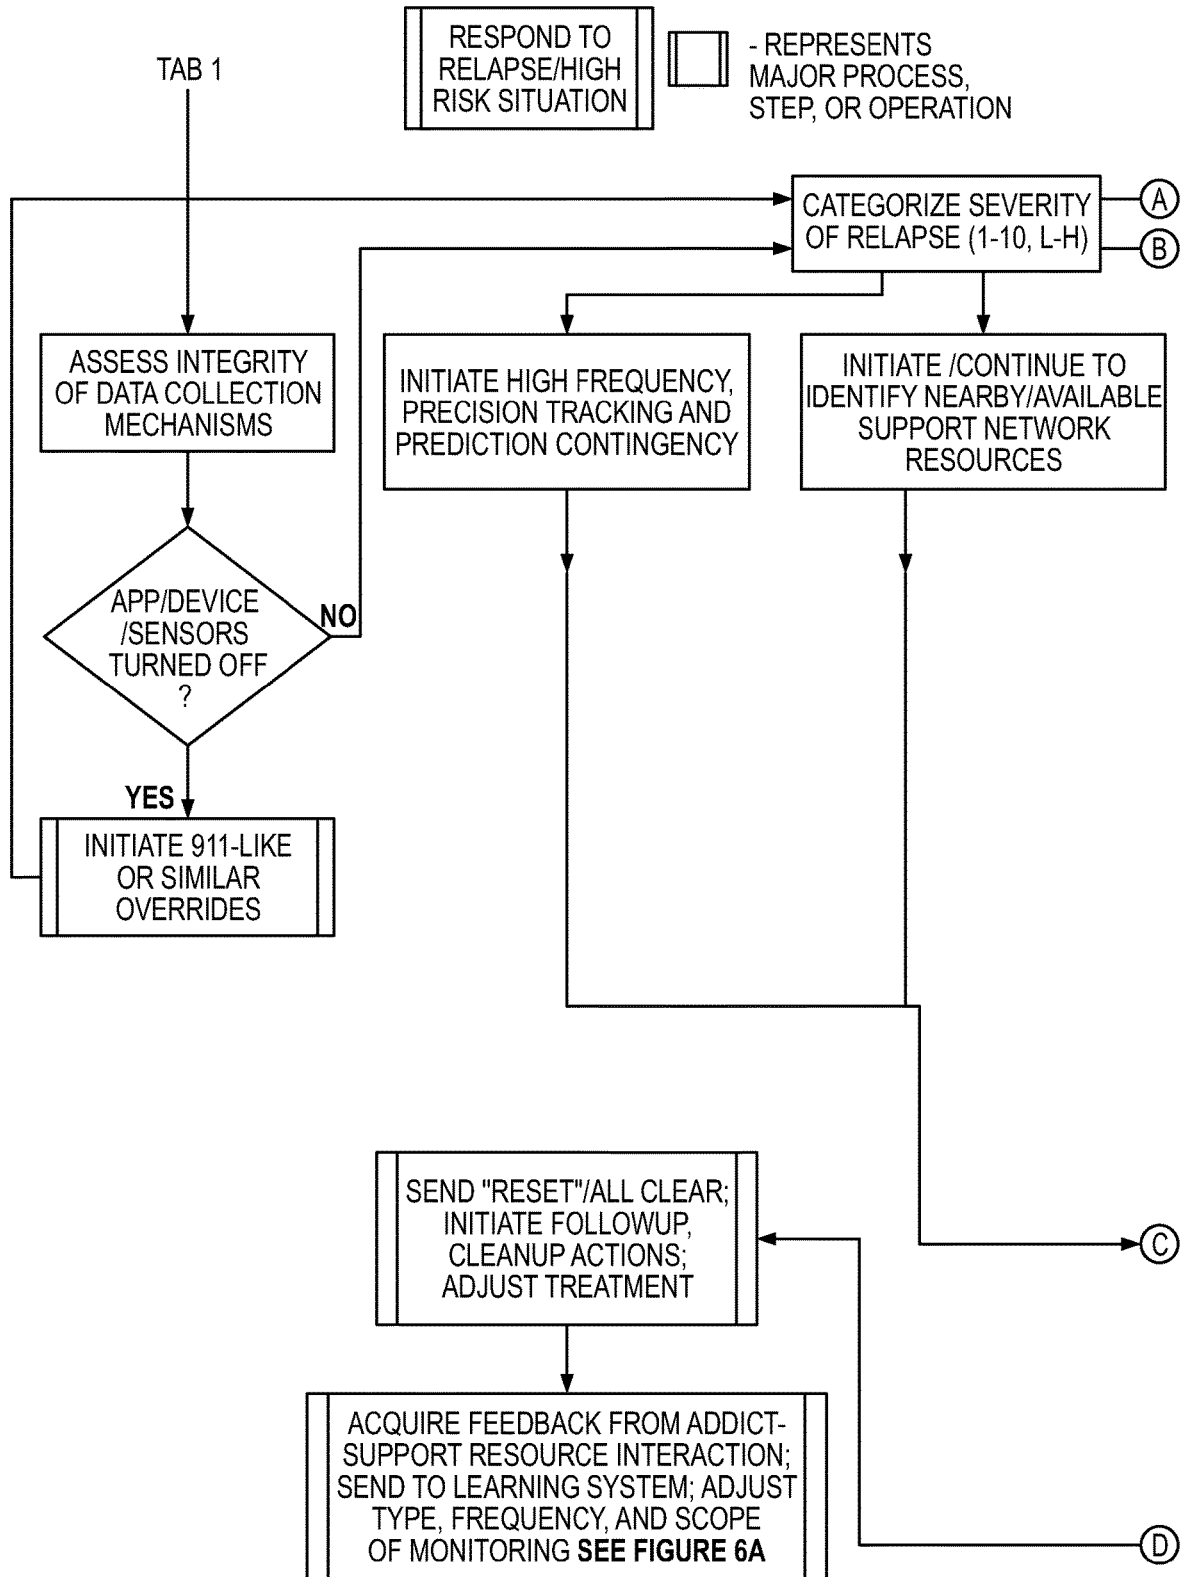 RESPOND TO
RELAPSE/HIGH
RISK SITUATION
- REPRESENTS
MAJOR PROCESS,
STEP, OR OPERATION
TAB 1
CATEGORIZE SEVERITY
OF RELAPSE (1-10, L-H)
A
B
ASSESS INTEGRITY
OF DATA COLLECTION
MECHANISMS
INITIATE HIGH FREQUENCY,
PRECISION TRACKING AND
PREDICTION CONTINGENCY
INITIATE /CONTINUE TO
IDENTIFY NEARBY/AVAILABLE
SUPPORT NETWORK
RESOURCES
APP/DEVICE
/SENSORS
TURNED OFF
?
NO
YES
INITIATE 911-LIKE
OR SIMILAR
OVERRIDES
SEND "RESET"/ALL CLEAR;
INITIATE FOLLOWUP,
CLEANUP ACTIONS;
ADJUST TREATMENT
C
ACQUIRE FEEDBACK FROM ADDICT-
SUPPORT RESOURCE INTERACTION;
SEND TO LEARNING SYSTEM; ADJUST
TYPE, FREQUENCY, AND SCOPE
OF MONITORING SEE FIGURE 6A
D